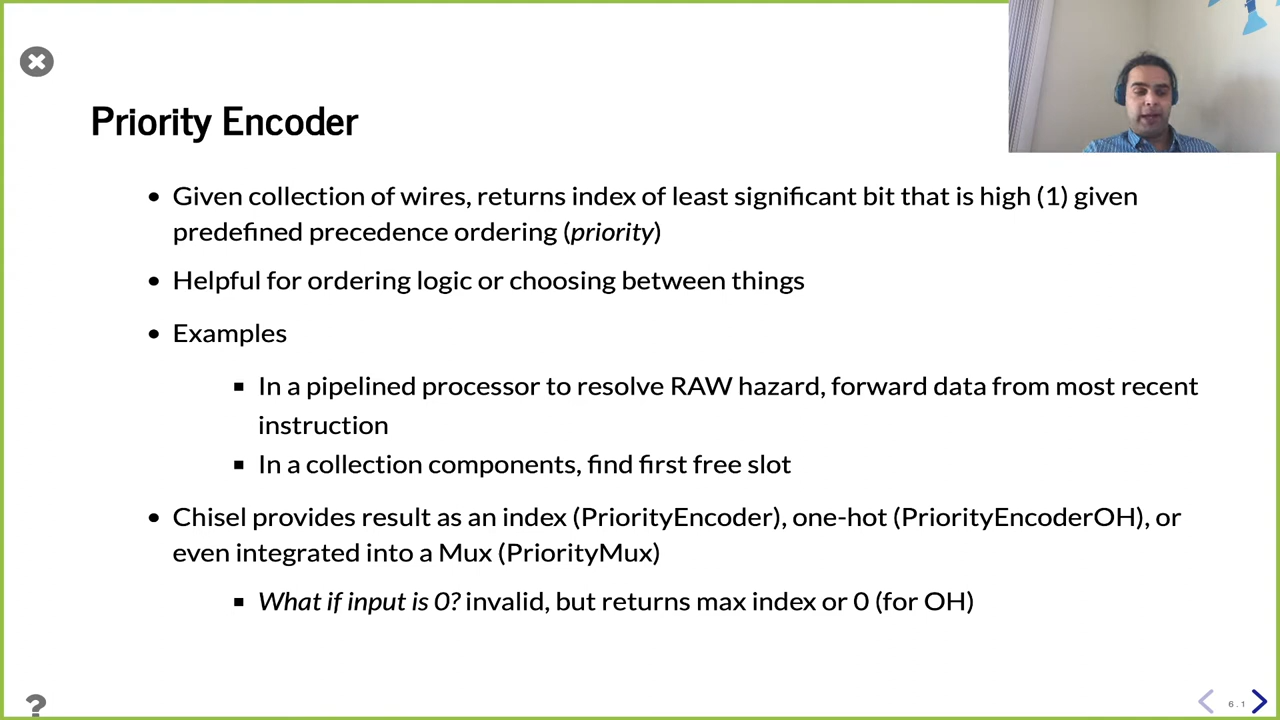 Priority Encoder
• Given collection of wires, returns index of least significant bit that is high (1) given
predefined precedence ordering (priority)
• Helpful for ordering logic or choosing between things
• Examples
▪ In a pipelined processor to resolve RAW hazard, forward data from most recent
instruction
▪ In a collection components, find first free slot
• Chisel provides result as an index (PriorityEncoder), one-hot (PriorityEncoderOH), or
even integrated into a Mux (PriorityMux)
▪ What if input is 0? invalid, but returns max index or 0 (for OH)
?
6.1